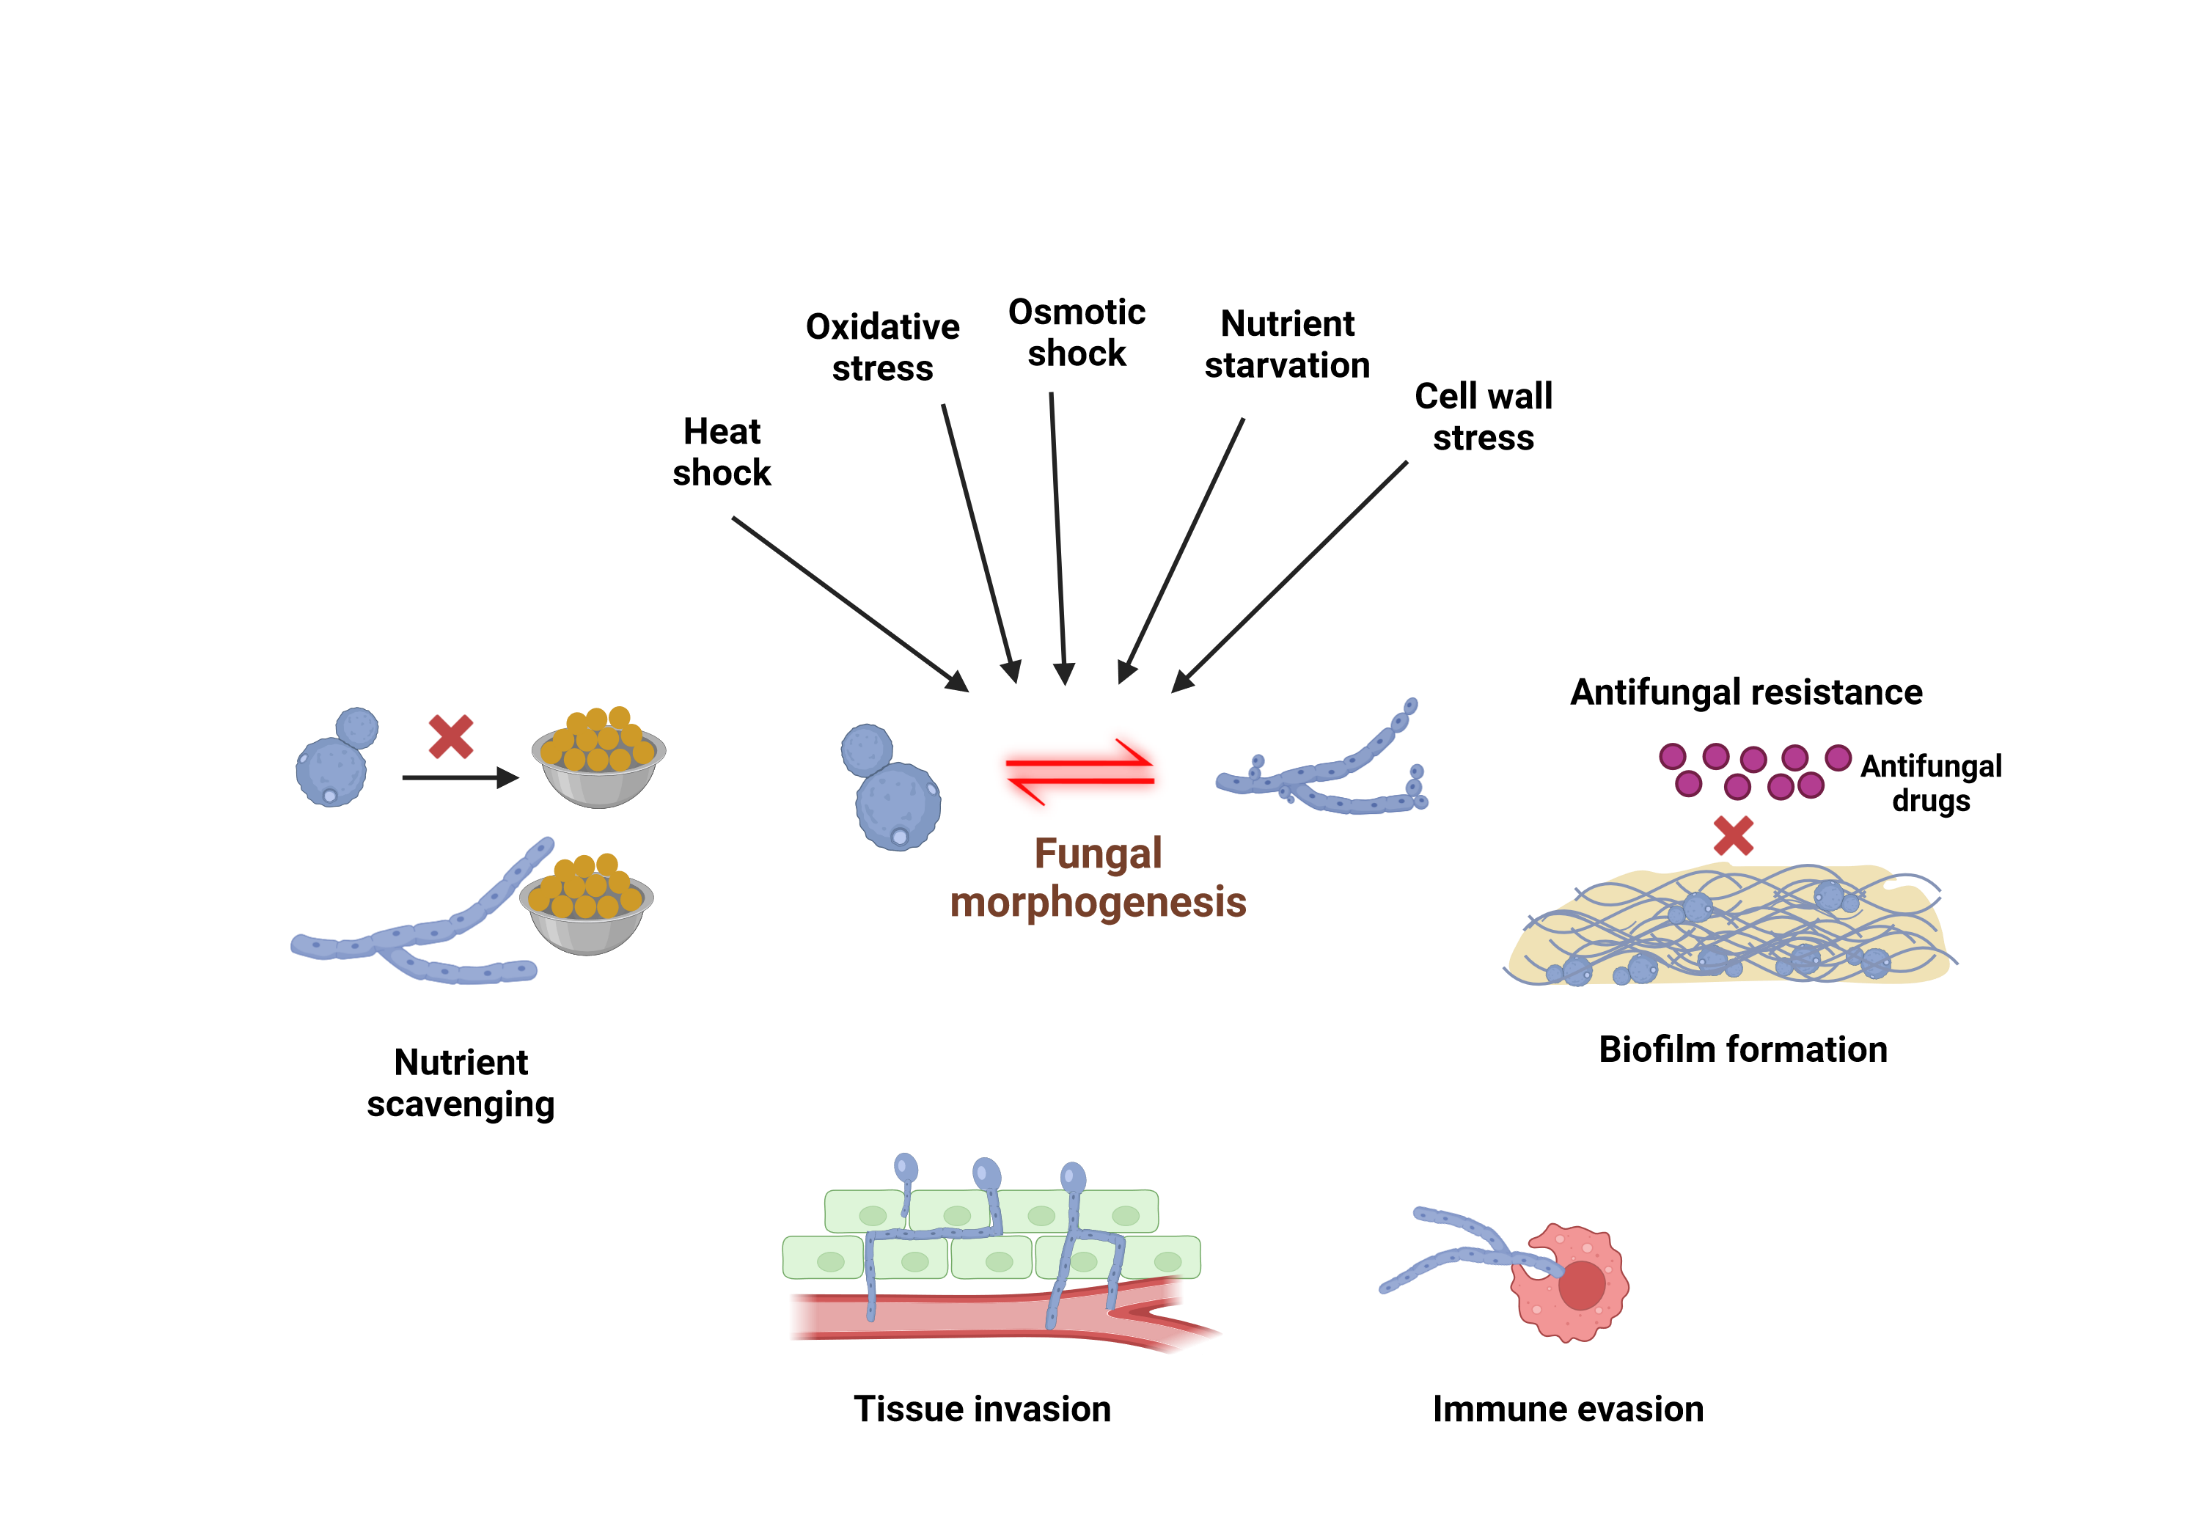 Oxidative
stress
Osmotic
shock
Nutrient
starvation
Cell wall
stress
Heat
shock
Antifungal resistance
Antifungal
drugs
Fungal
morphogenesis
Nutrient
scavenging
Biofilm formation
Tissue invasion
Immune evasion